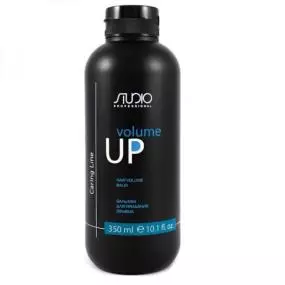 STUDIO
PROFESSIONAL
volume
UP
HAIR VOLUME
BALM
БАЛЬЗАМ
ДЛЯ ПРИДАНИЯ
ОБЪЕМА
Caring Line
350 ml ℮ 10.1 fl. oz.